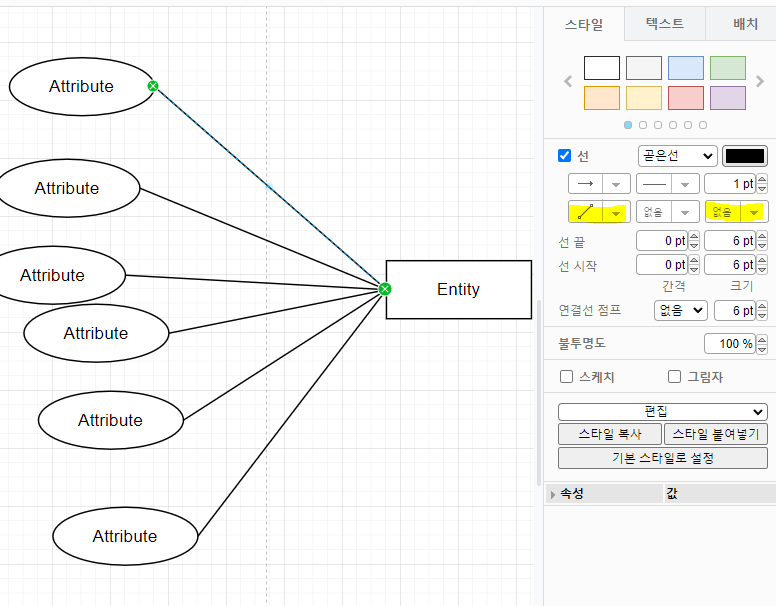 스타일
텍스트
배치
Attribute
Attribute
Attribute
Attribute
Attribute
Attribute
Entity
선
곧은선
1 pt
없음
없음
선 끝
0 pt
6 pt
선 시작
0 pt
6 pt
간격
크기
연결선 점프
없음
6 pt
불투명도
100 %
스케치
그림자
편집
스타일 복사
스타일 붙여넣기
기본 스타일로 설정
속성
값